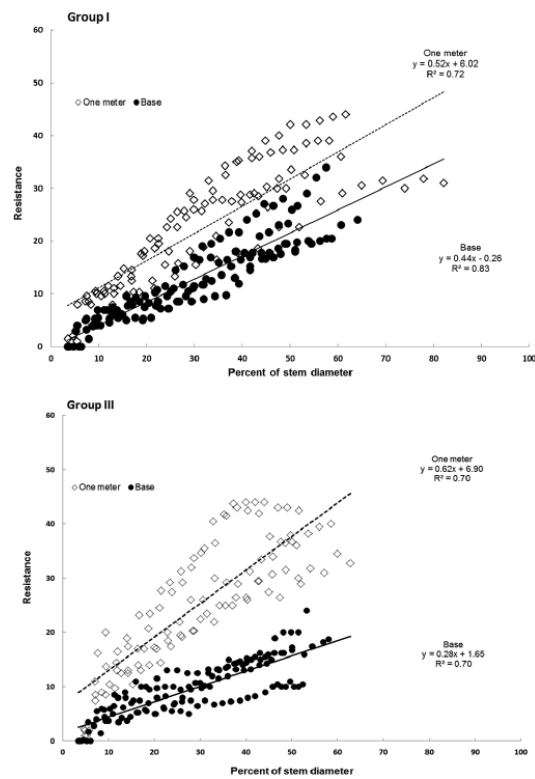 Group I
60
One meter
y = 0.52x + 6.02
R² = 0.72
50
One meter Base
40
Resistance
30
20
Base
y = 0.44x - 0.26
R² = 0.83
10
0
0 10 20 30 40 50 60 70 80 90 100
Percent of stem diameter
Group III
60
One meter
y = 0.62x + 6.90
R² = 0.70
50
One meter Base
40
Resistance
30
20
Base
y = 0.28x + 1.65
R² = 0.70
10
0
0 10 20 30 40 50 60 70 80 90 100
Percent of stem diameter